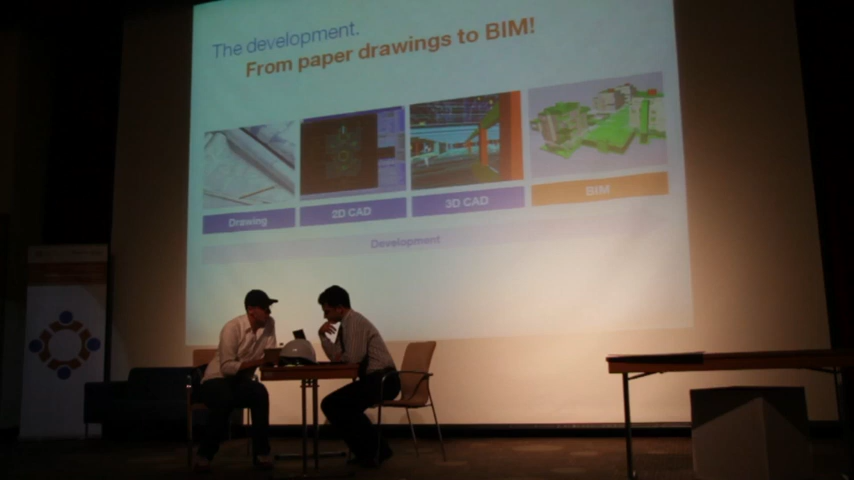 The development.
From paper drawings to BIM!
Drawing
2D CAD
3D CAD
BIM
Development